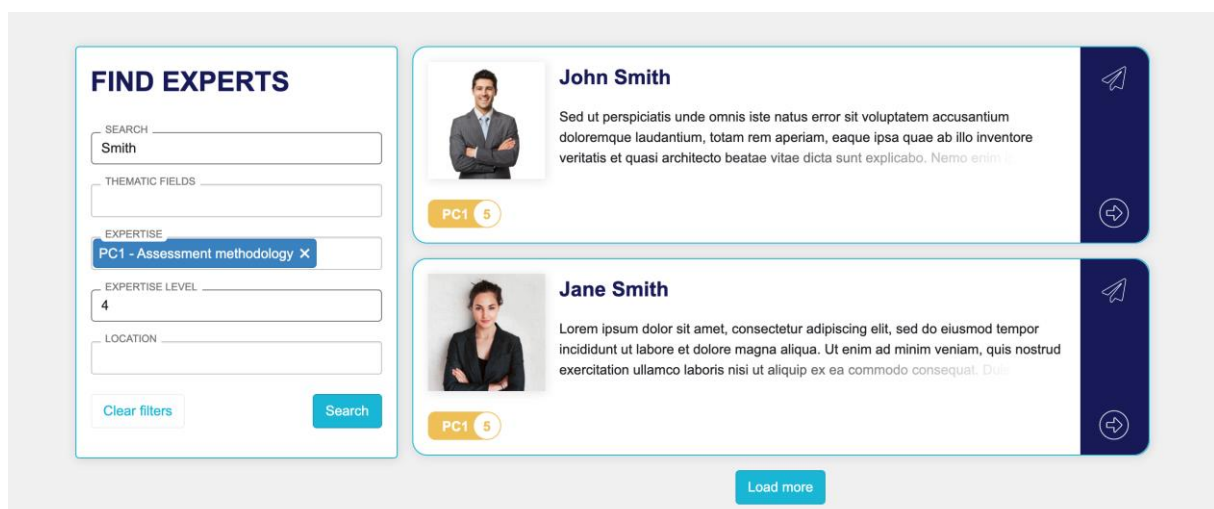 FIND EXPERTS
SEARCH
Smith
THEMATIC FIELDS
EXPERTISE
PC1 - Assessment methodology ×
EXPERTISE LEVEL
4
LOCATION
Clear filters
Search
John Smith
Sed ut perspiciatis unde omnis iste natus error sit voluptatem accusantium
doloremque laudantium, totam rem aperiam, eaque ipsa quae ab illo inventore
veritatis et quasi architecto beatae vitae dicta sunt explicabo. Nemo enim
PC1 5
Jane Smith
Lorem ipsum dolor sit amet, consectetur adipiscing elit, sed do eiusmod tempor
incididunt ut labore et dolore magna aliqua. Ut enim ad minim veniam, quis nostrud
exercitation ullamco laboris nisi ut aliquip ex ea commodo consequat.
PC1 5
Load more